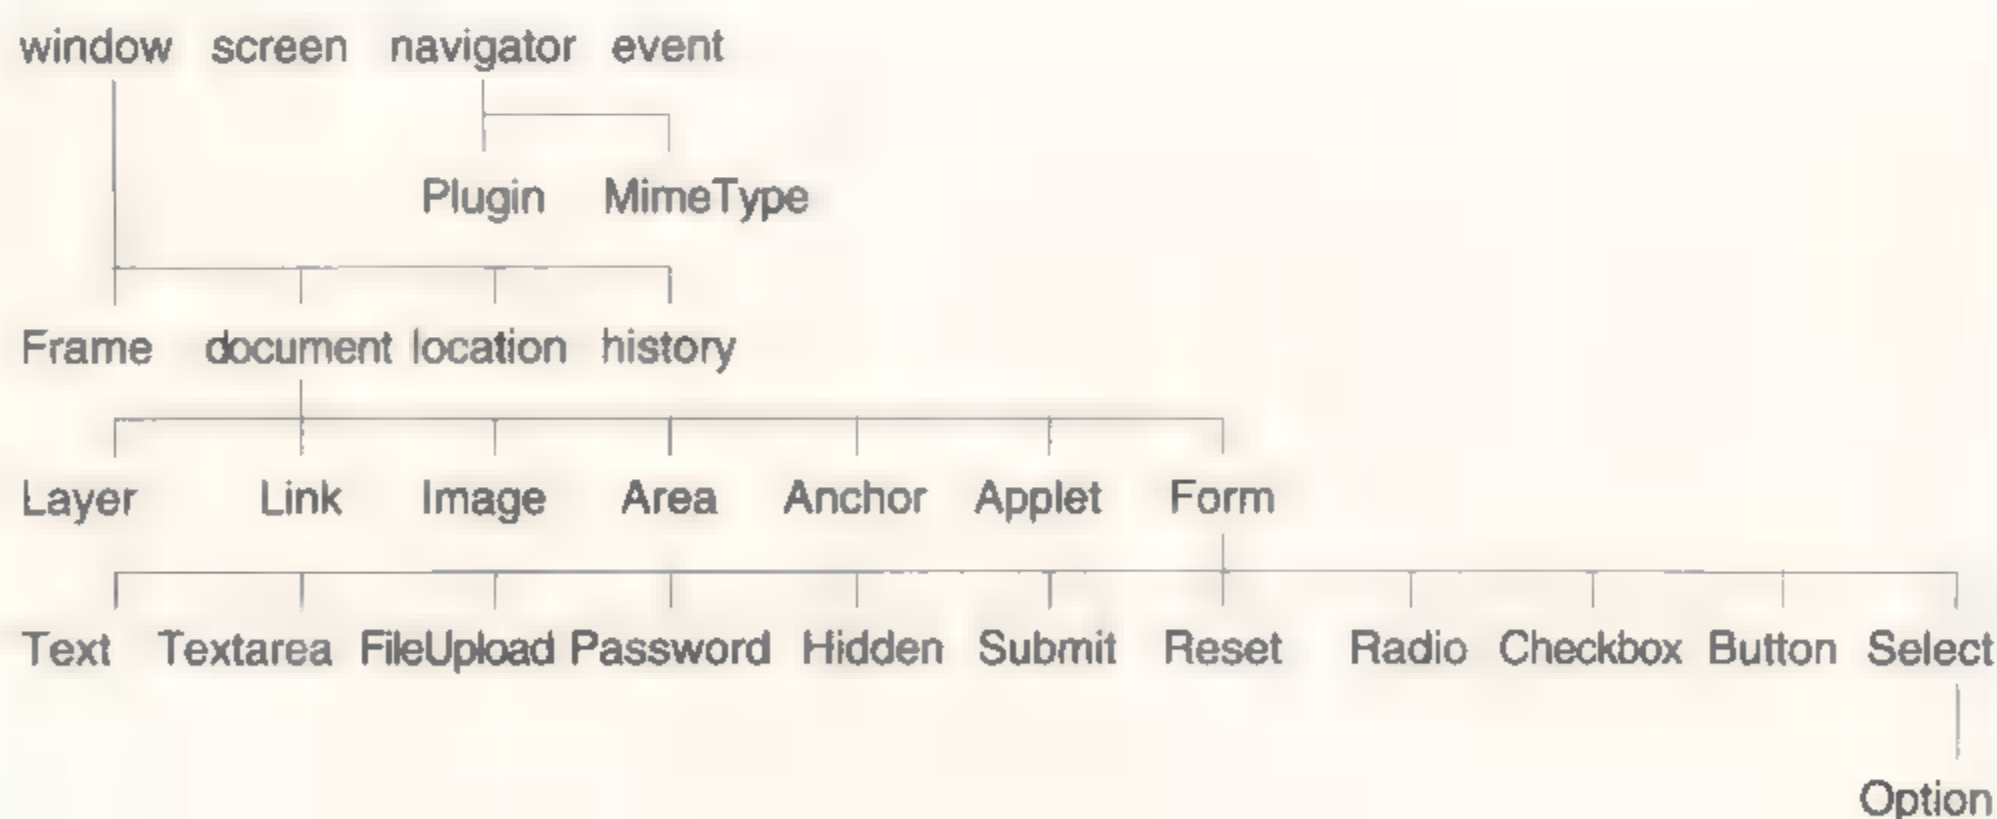 window screen navigator event
Plugin MimeType
Frame document location history
Layer Link Image Area Anchor Applet Form
Text Textarea FileUpload Password Hidden Submit Reset Radio Checkbox Button Select
Option